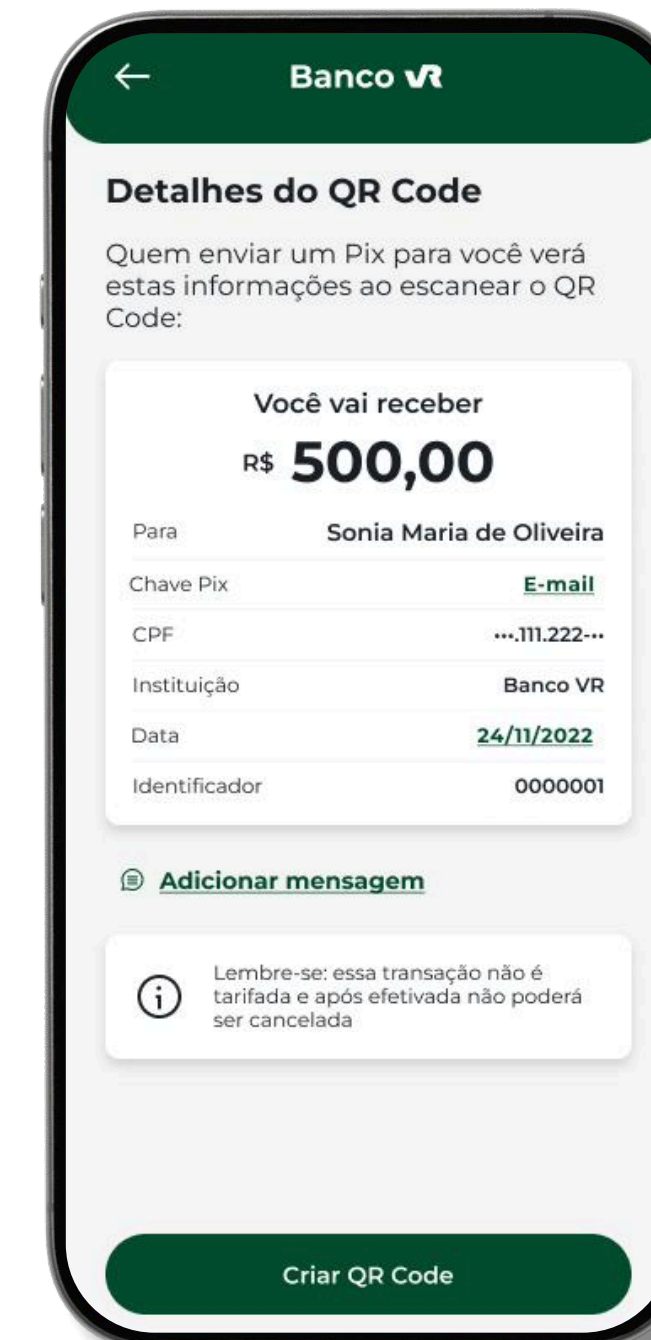 Banco VR
Detalhes do QR Code
Quem enviar um Pix para você verá
estas informações ao escanear o QR
Code:
Você vai receber
R$ 500,00
Para Sonia Maria de Oliveira
Chave Pix E-mail
CPF •••.111.222-••
Instituição Banco VR
Data 24/11/2022
Identificador 0000001
Adicionar mensagem
Lembre-se: essa transação não é
tarifada e após efetivada não poderá
ser cancelada
Criar QR Code